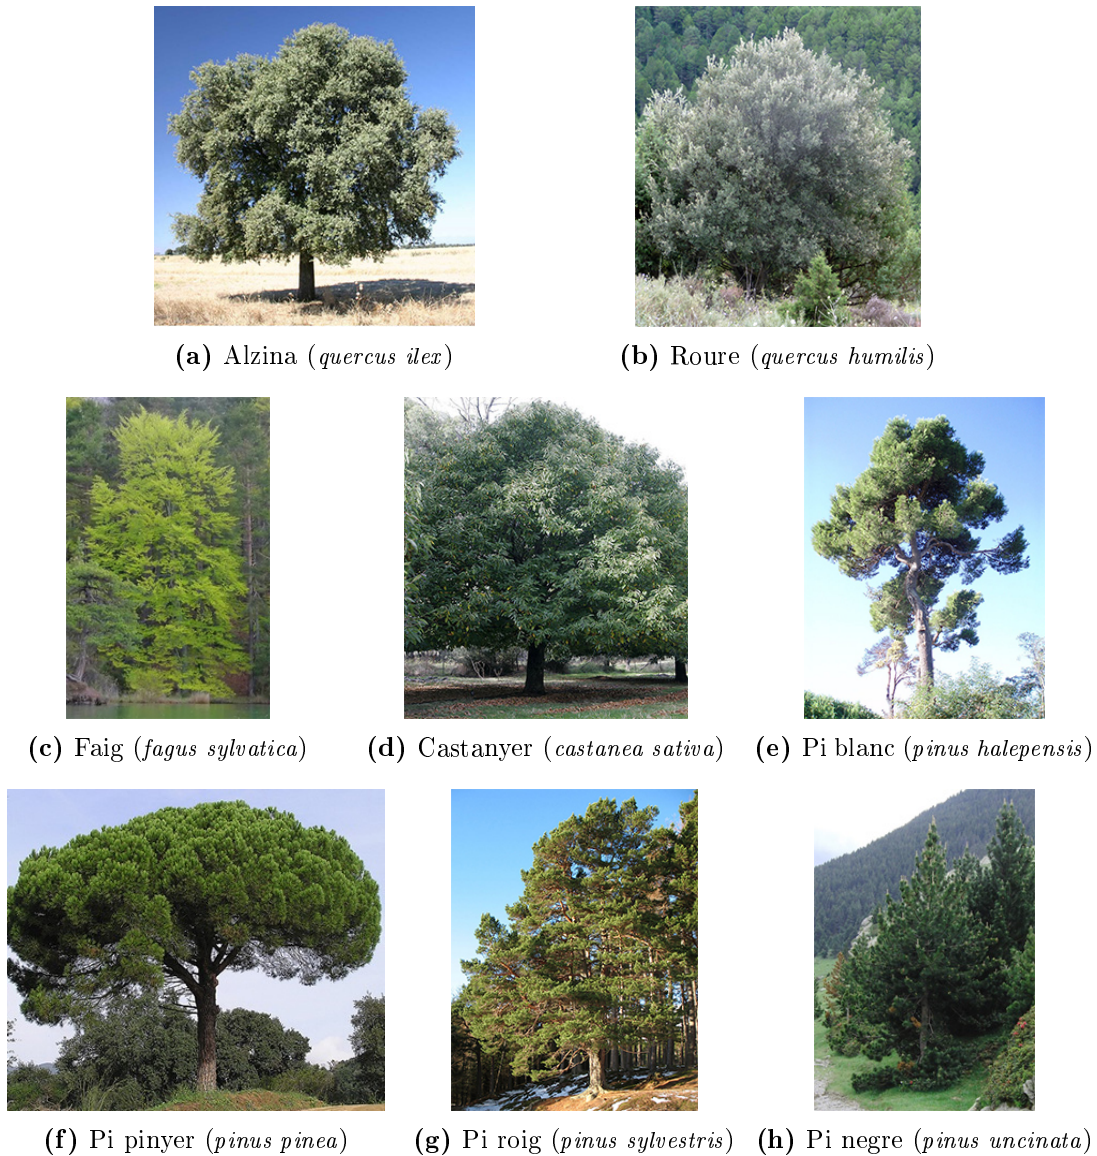 (a) Alzina (quercus ilex)
(b) Roure (quercus humilis)
(c) Faig (fagus sylvatica)
(d) Castanyer (castanea sativa)
(e) Pi blanc (pinus halepensis)
(f) Pi pinyer (pinus pinea)
(g) Pi roig (pinus sylvestris)
(h) Pi negre (pinus uncinata)